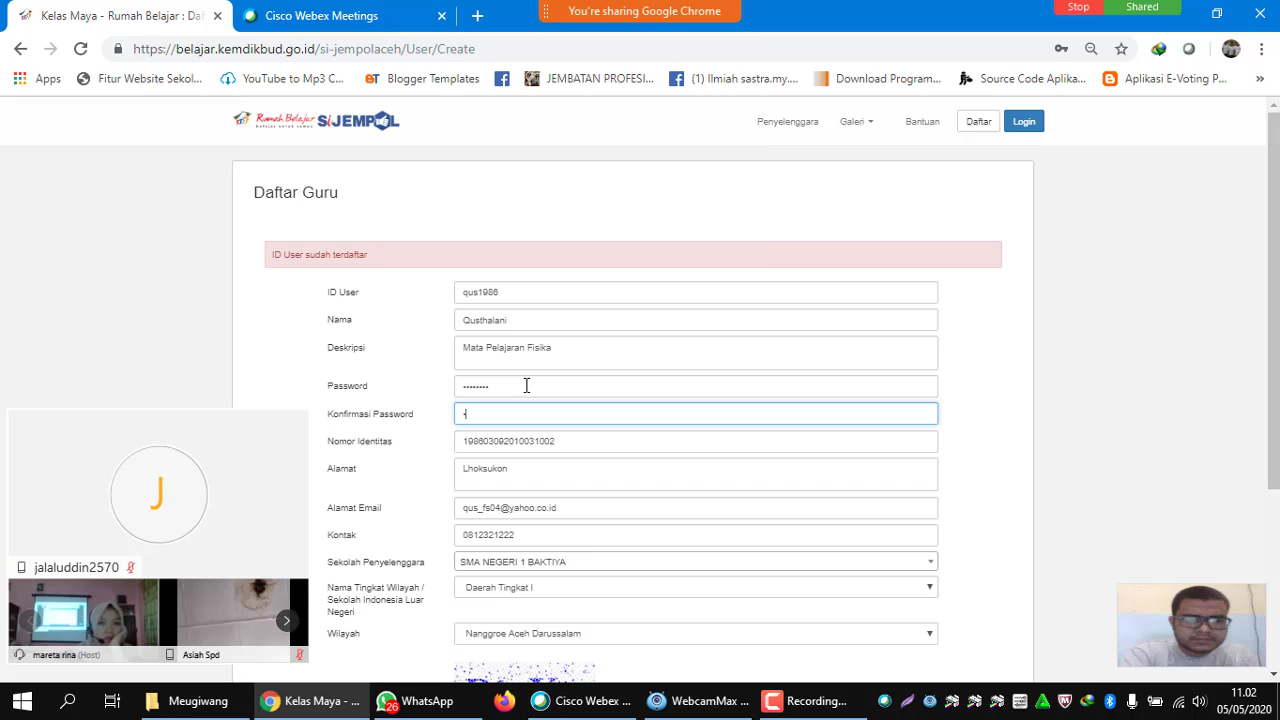 Kelas Maya - Rumah Belajar : Daf
Cisco Webex Meetings
You're sharing Google Chrome
Stop
Shared
https://belajar.kemdikbud.go.id/si-jempolaceh/User/Create
Apps
Fitur Website Sekol...
YouTube to Mp3 C...
Blogger Templates
JEMBATAN PROFESI...
(1) Ilmiah sastra.my....
Download Program...
Source Code Aplika...
Aplikasi E-Voting P...
Rumah Belajar
SiJEMPOL
Penyelenggara
Galeri
Bantuan
Daftar
Login
Daftar Guru
ID User sudah terdaftar
ID User
qus1986
Nama
Qusthalani
Deskripsi
Mata Pelajaran Fisika
Password
••••••••
Konfirmasi Password
•
Nomor Identitas
198603092010031002
Alamat
Lhoksukon
Alamat Email
qus_fs04@yahoo.co.id
Kontak
0812321222
Sekolah Penyelenggara
SMA NEGERI 1 BAKTIYA
Nama Tingkat Wilayah /
Sekolah Indonesia Luar
Negeri
Daerah Tingkat I
Wilayah
Nanggroe Aceh Darussalam
J
jalaluddin2570
mareta rina (Host)
Asiah Spd
Meugiwang
Kelas Maya - ...
26
WhatsApp
Cisco Webex ...
WebcamMax ...
Recording...
11.02
05/05/2020